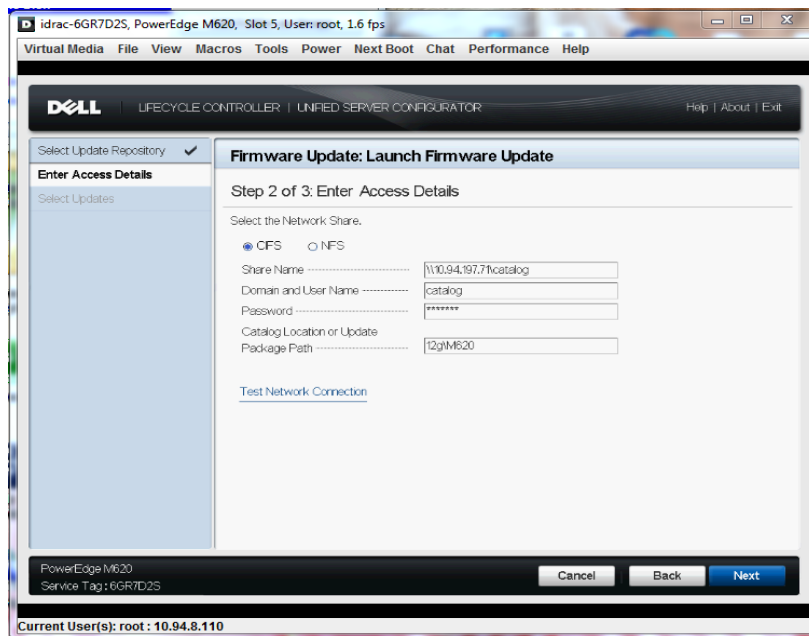 idrac-6GR7D2S, PowerEdge M620, Slot 5, User: root, 1.6 fps
Virtual Media File View Macros Tools Power Next Boot Chat Performance Help
DELL LIFECYCLE CONTROLLER | UNIFIED SERVER CONFIGURATOR Help | About | Exit
Select Update Repository
Enter Access Details
Select Updates
Firmware Update: Launch Firmware Update
Step 2 of 3: Enter Access Details
Select the Network Share.
CIFS NFS
Share Name \\10.94.197.71\catalog
Domain and User Name catalog
Password *******
Catalog Location or Update
Package Path 12g\M620
Test Network Connection
PowerEdge M620
Service Tag: 6GR7D2S
Cancel Back Next
Current User(s): root : 10.94.8.110